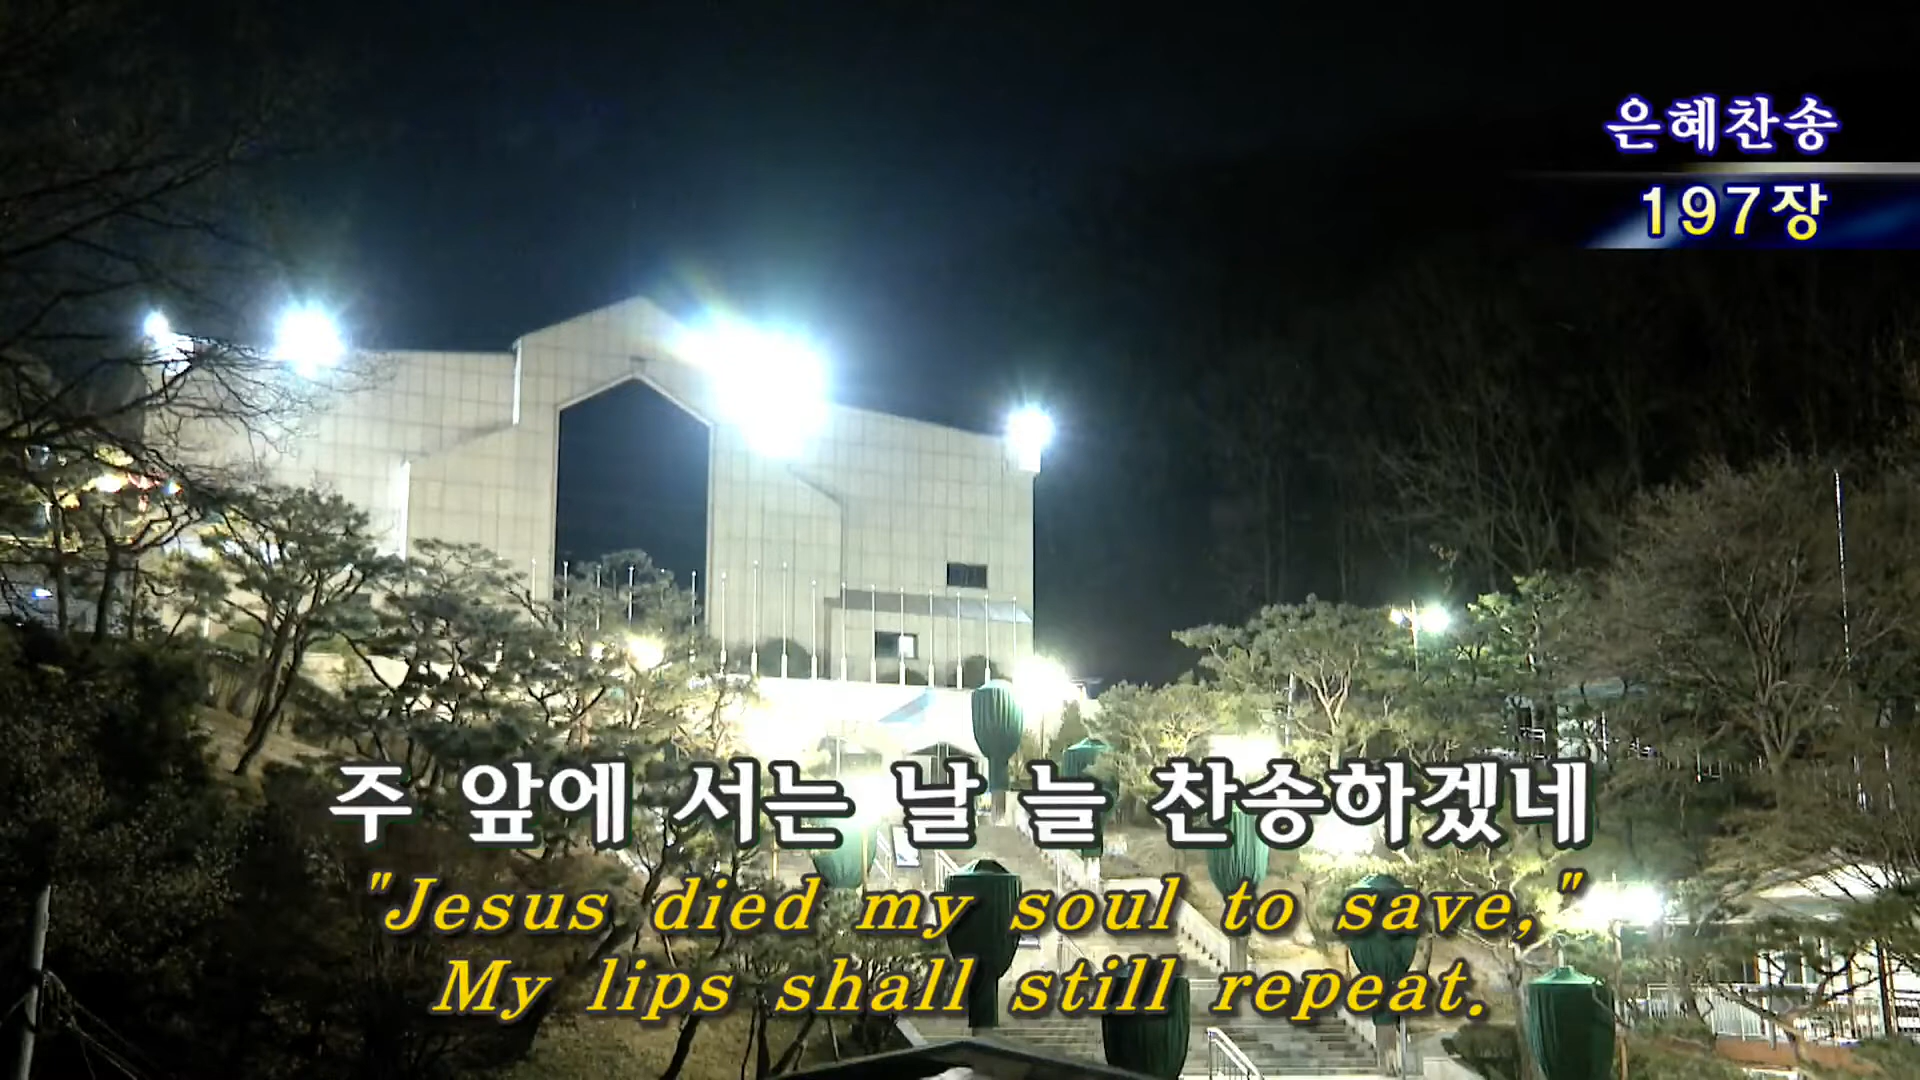 은혜찬송
197장
주 앞에 서는 날 늘 찬송하겠네
"Jesus died my soul to save,"
My lips shall still repeat.